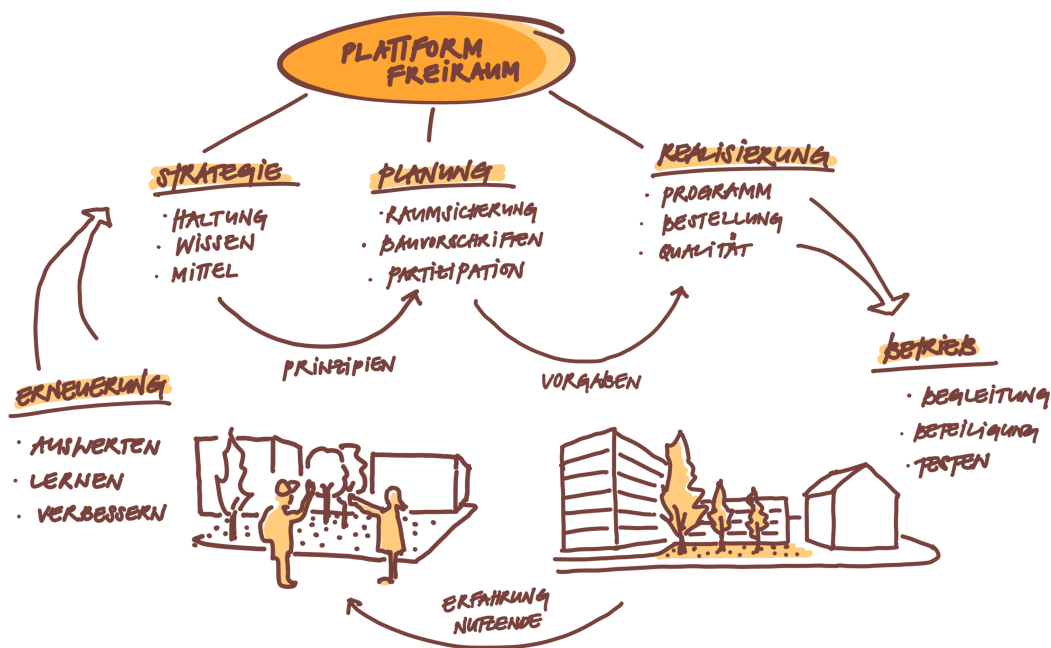 PLATTFORM
FREIRAUM
STRATEGIE
· HALTUNG
· WISSEN
· MITTEL
PLANUNG
· RAUMSICHERUNG
· BAUVORSCHRIFTEN
· PARTIZIPATION
REALISIERUNG
· PROGRAMM
· BESTELLUNG
· QUALITÄT
PRINZIPIEN
VORGABEN
BETRIEB
· BEGLEITUNG
· BETEILIGUNG
· TESTEN
ERNEUERUNG
· AUSWERTEN
· LERNEN
· VERBESSERN
ERFAHRUNG
NUTZENDE